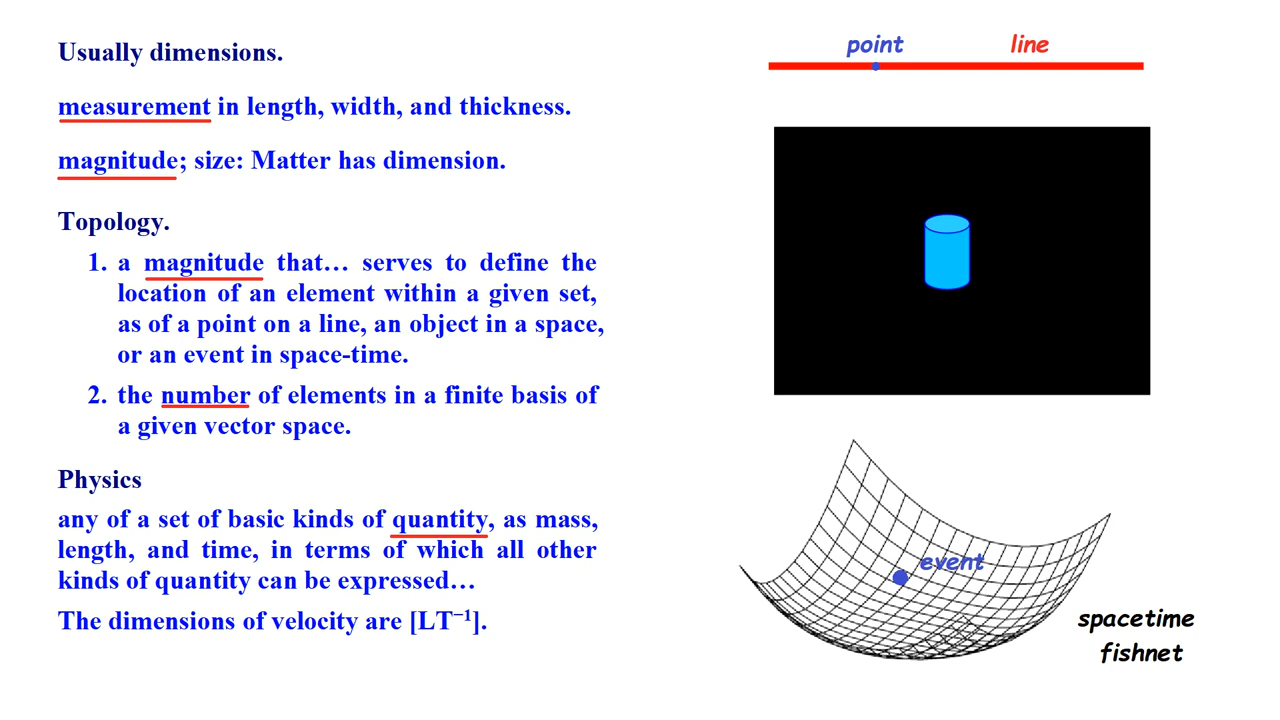 Usually dimensions.
measurement in length, width, and thickness.
magnitude; size: Matter has dimension.
Topology.
1. a magnitude that… serves to define the
location of an element within a given set,
as of a point on a line, an object in a space,
or an event in space-time.
2. the number of elements in a finite basis of
a given vector space.
Physics
any of a set of basic kinds of quantity, as mass,
length, and time, in terms of which all other
kinds of quantity can be expressed…
The dimensions of velocity are [LT⁻¹].
point
line
event
spacetime
fishnet